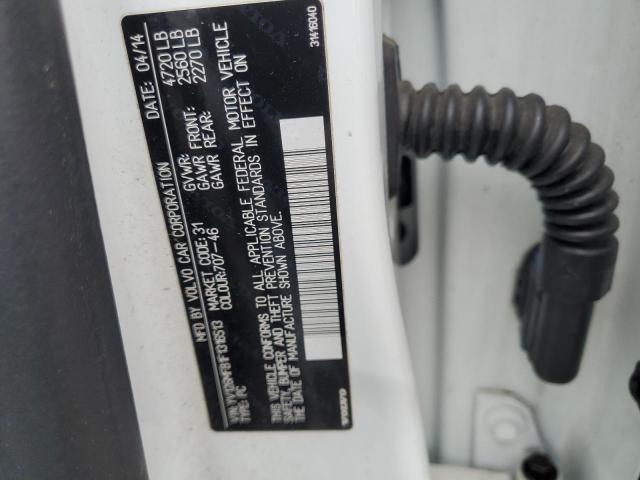 MFD BY: VOLVO CAR CORPORATION DATE: 04/14
MARKET CODE: 31 GVWR: 4720 LB
COLOUR: 707-46 GAWR FRONT: 2560 LB
GAWR REAR: 2270 LB
THIS VEHICLE CONFORMS TO ALL APPLICABLE FEDERAL MOTOR VEHICLE
SAFETY, BUMPER AND THEFT PREVENTION STANDARDS IN EFFECT ON
THE DATE OF MANUFACTURE SHOWN ABOVE.
TYPE: PC
VOLVO
31416040